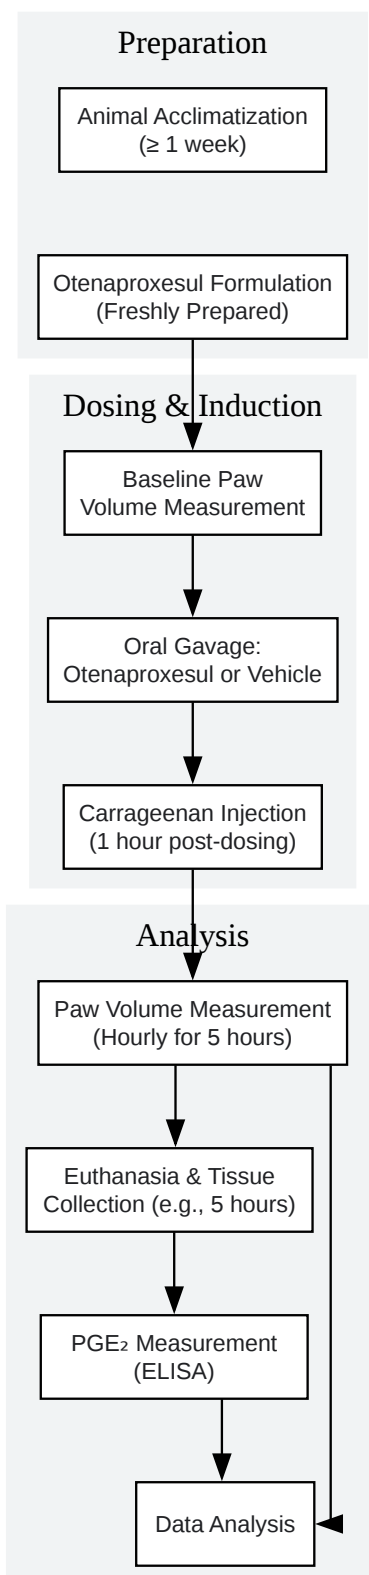 Preparation
Animal Acclimatization
(≥ 1 week)
Otenaproxesul Formulation
(Freshly Prepared)
Dosing & Induction
Baseline Paw
Volume Measurement
Oral Gavage:
Otenaproxesul or Vehicle
Carrageenan Injection
(1 hour post-dosing)
Analysis
Paw Volume Measurement
(Hourly for 5 hours)
Euthanasia & Tissue
Collection (e.g., 5 hours)
PGE₂ Measurement
(ELISA)
Data Analysis